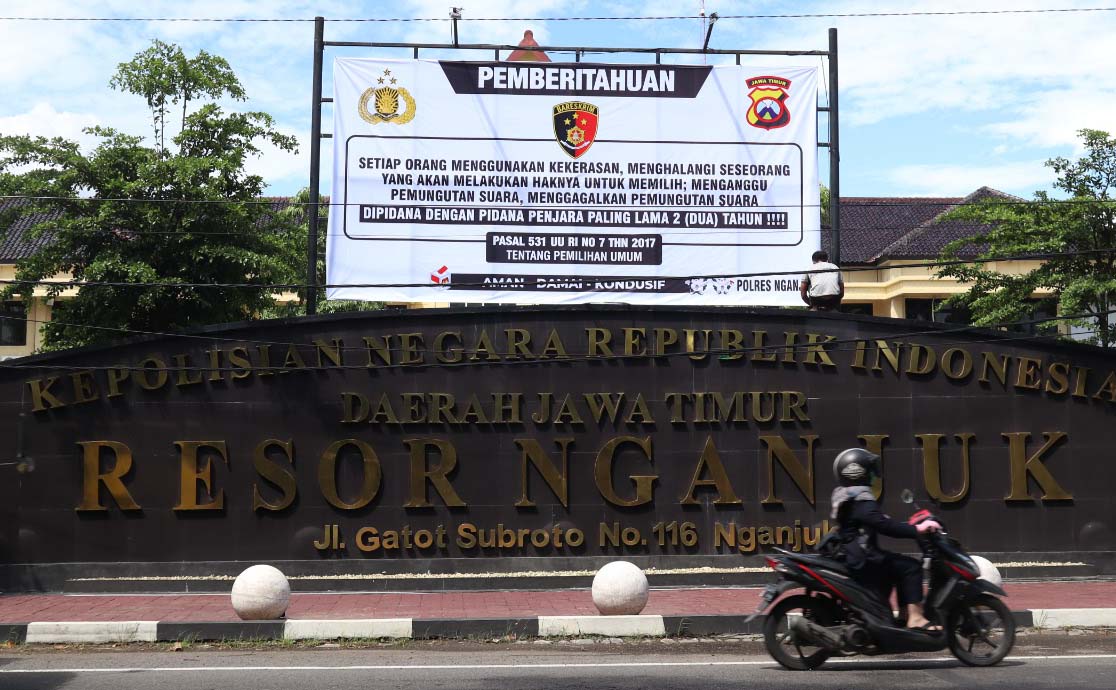 PEMBERITAHUAN
BARESKRIM
JAWA TIMUR
SETIAP ORANG MENGGUNAKAN KEKERASAN, MENGHALANGI SESEORANG
YANG AKAN MELAKUKAN HAKNYA UNTUK MEMILIH; MENGANGGU
PEMUNGUTAN SUARA, MENGGAGALKAN PEMUNGUTAN SUARA
DIPIDANA DENGAN PIDANA PENJARA PALING LAMA 2 (DUA) TAHUN !!!!
PASAL 531 UU RI NO 7 THN 2017
TENTANG PEMILIHAN UMUM
AMAN - DAMAI - KONDUSIF
POLRES NGAN
KEPOLISIAN NEGARA REPUBLIK INDONESIA
DAERAH JAWA TIMUR
RESOR NGANJUK
Jl. Gatot Subroto No. 116 Nganjuk